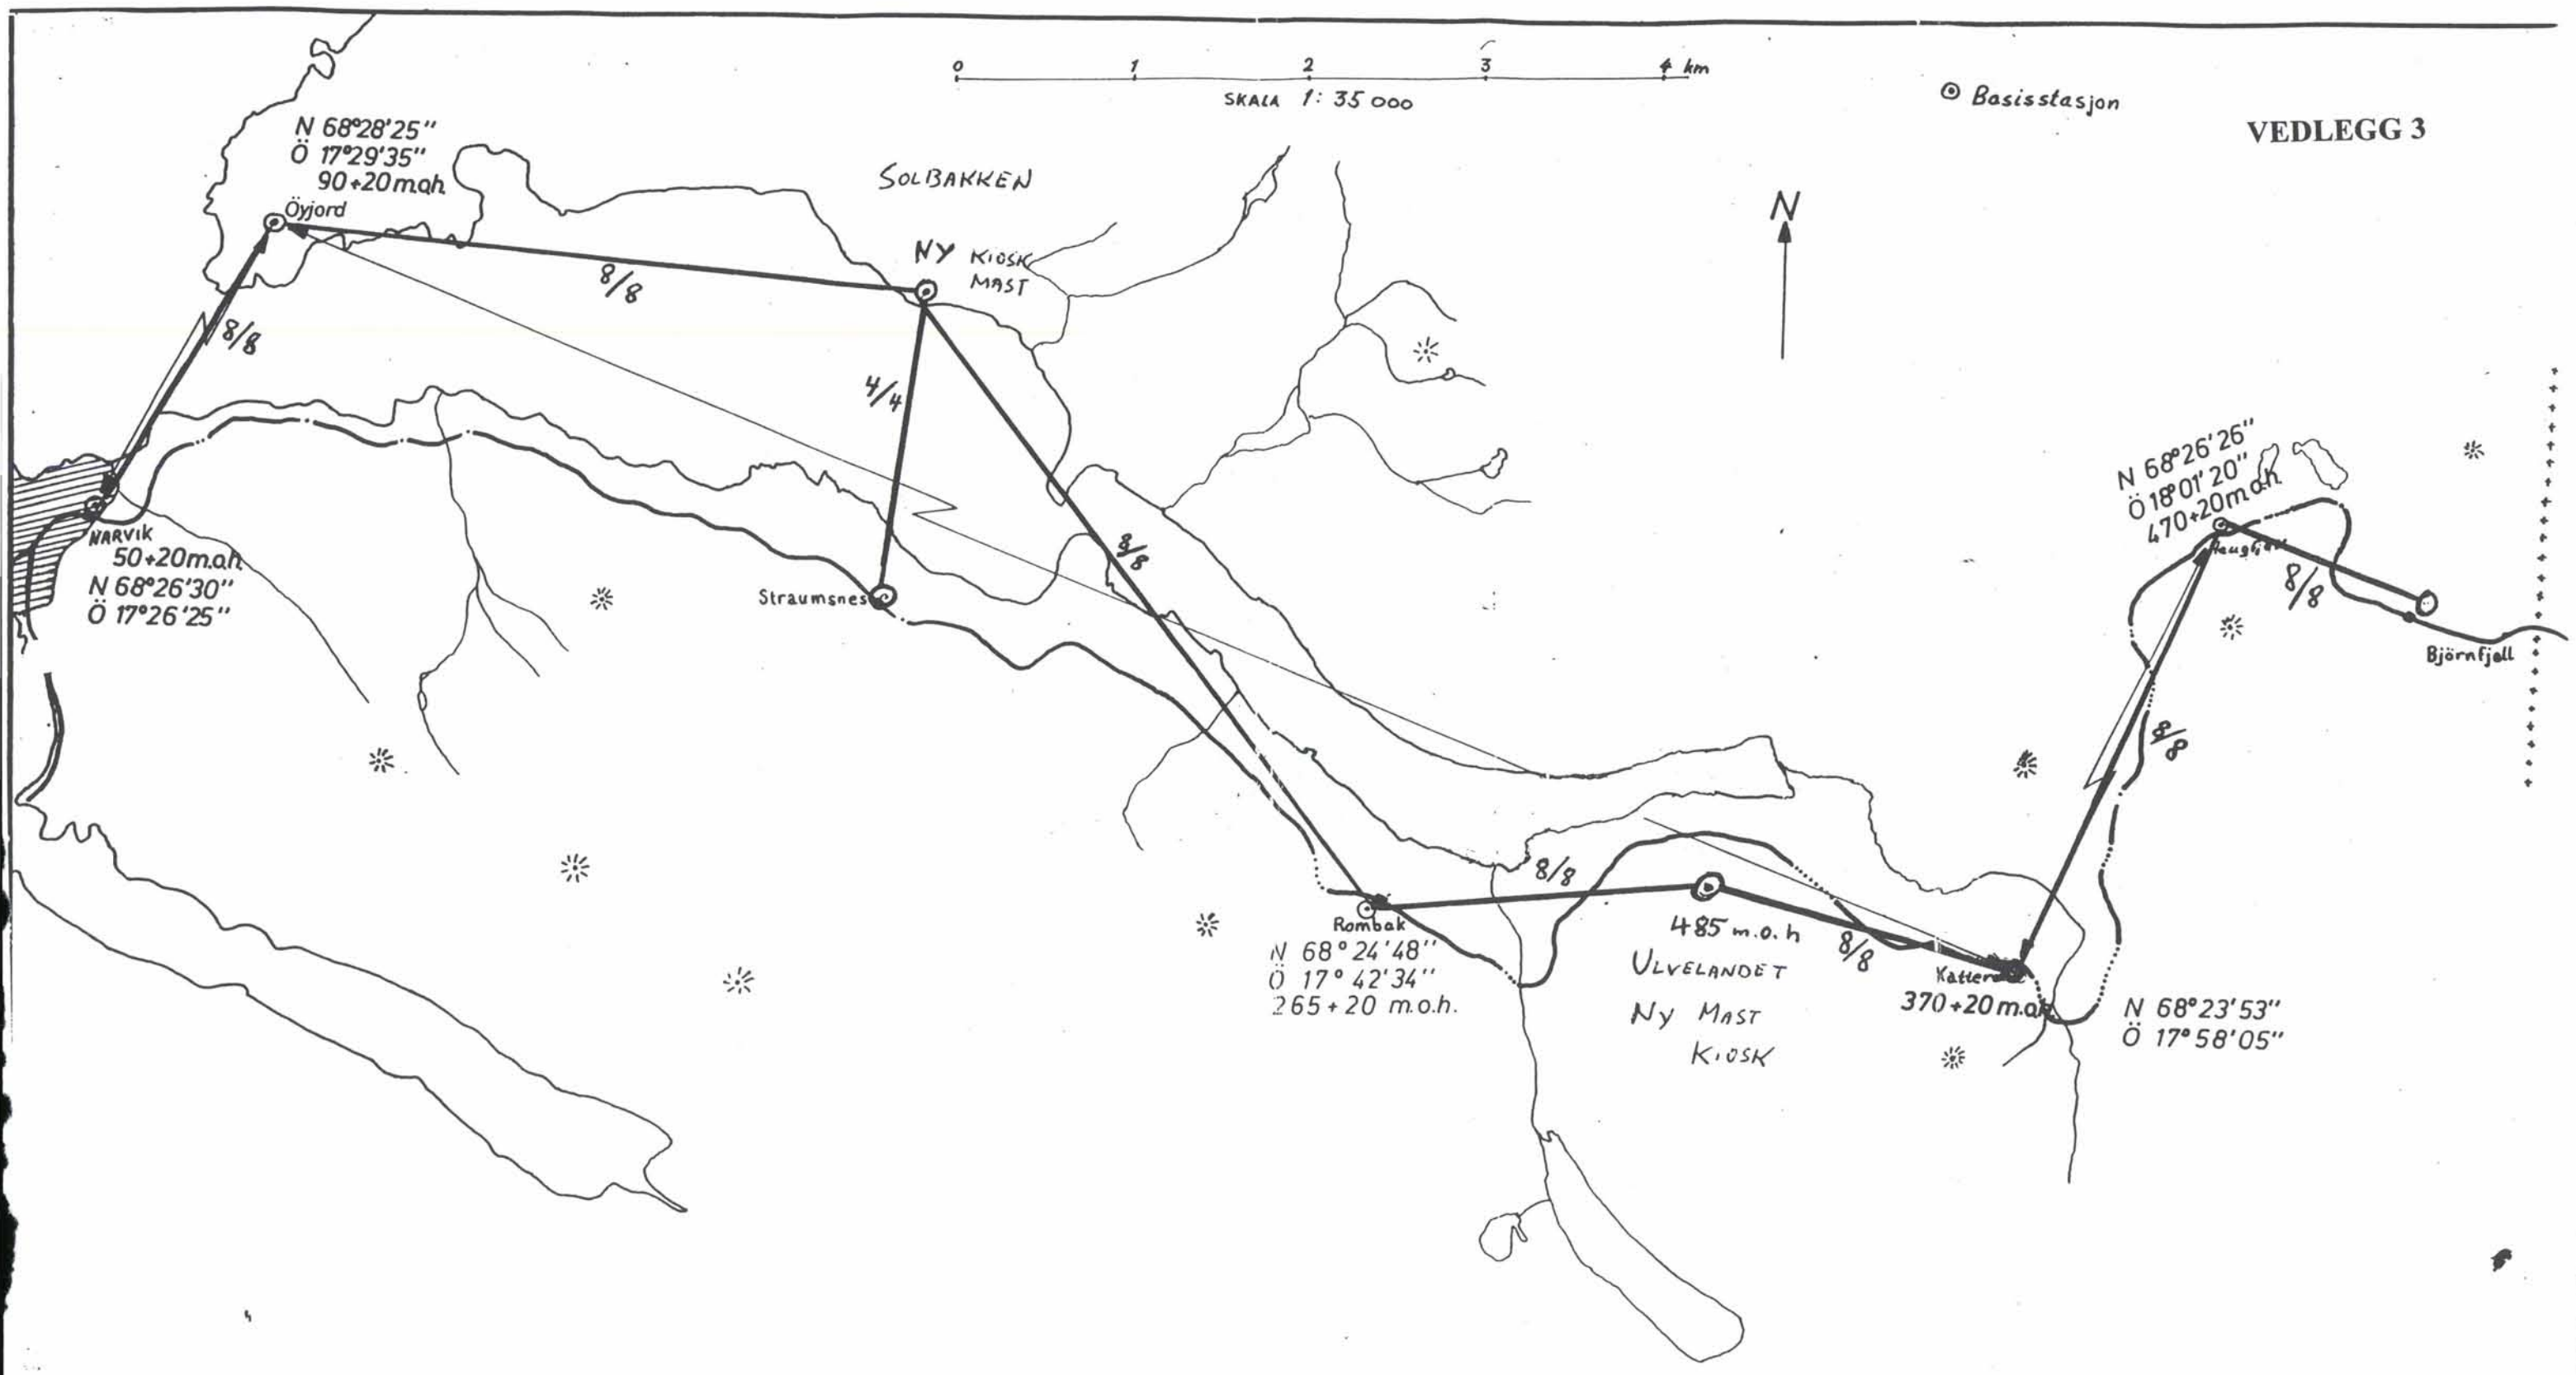 0 1 2 3 4 km
SKALA 1: 35 000
Basisstasjon
VEDLEGG 3
N 68°28'25"
Ö 17°29'35"
90+20 m.o.h.
Öyjord
SOLBAKKEN
NY KIOSK
MAST
N
8/8
8/8
4/4
8/8
NARVIK
50+20 m.o.h.
N 68°26'30"
Ö 17°26'25"
Straumsnes
N 68°26'26"
Ö 18°01'20"
470+20 m.o.h.
8/8
Björnfjell
8/8
8/8
Rombak
N 68°24'48"
Ö 17°42'34"
265+20 m.o.h.
485 m.o.h
ULVELANDET
NY MAST
KIOSK
8/8
370+20 m.o.h.
N 68°23'53"
Ö 17°58'05"